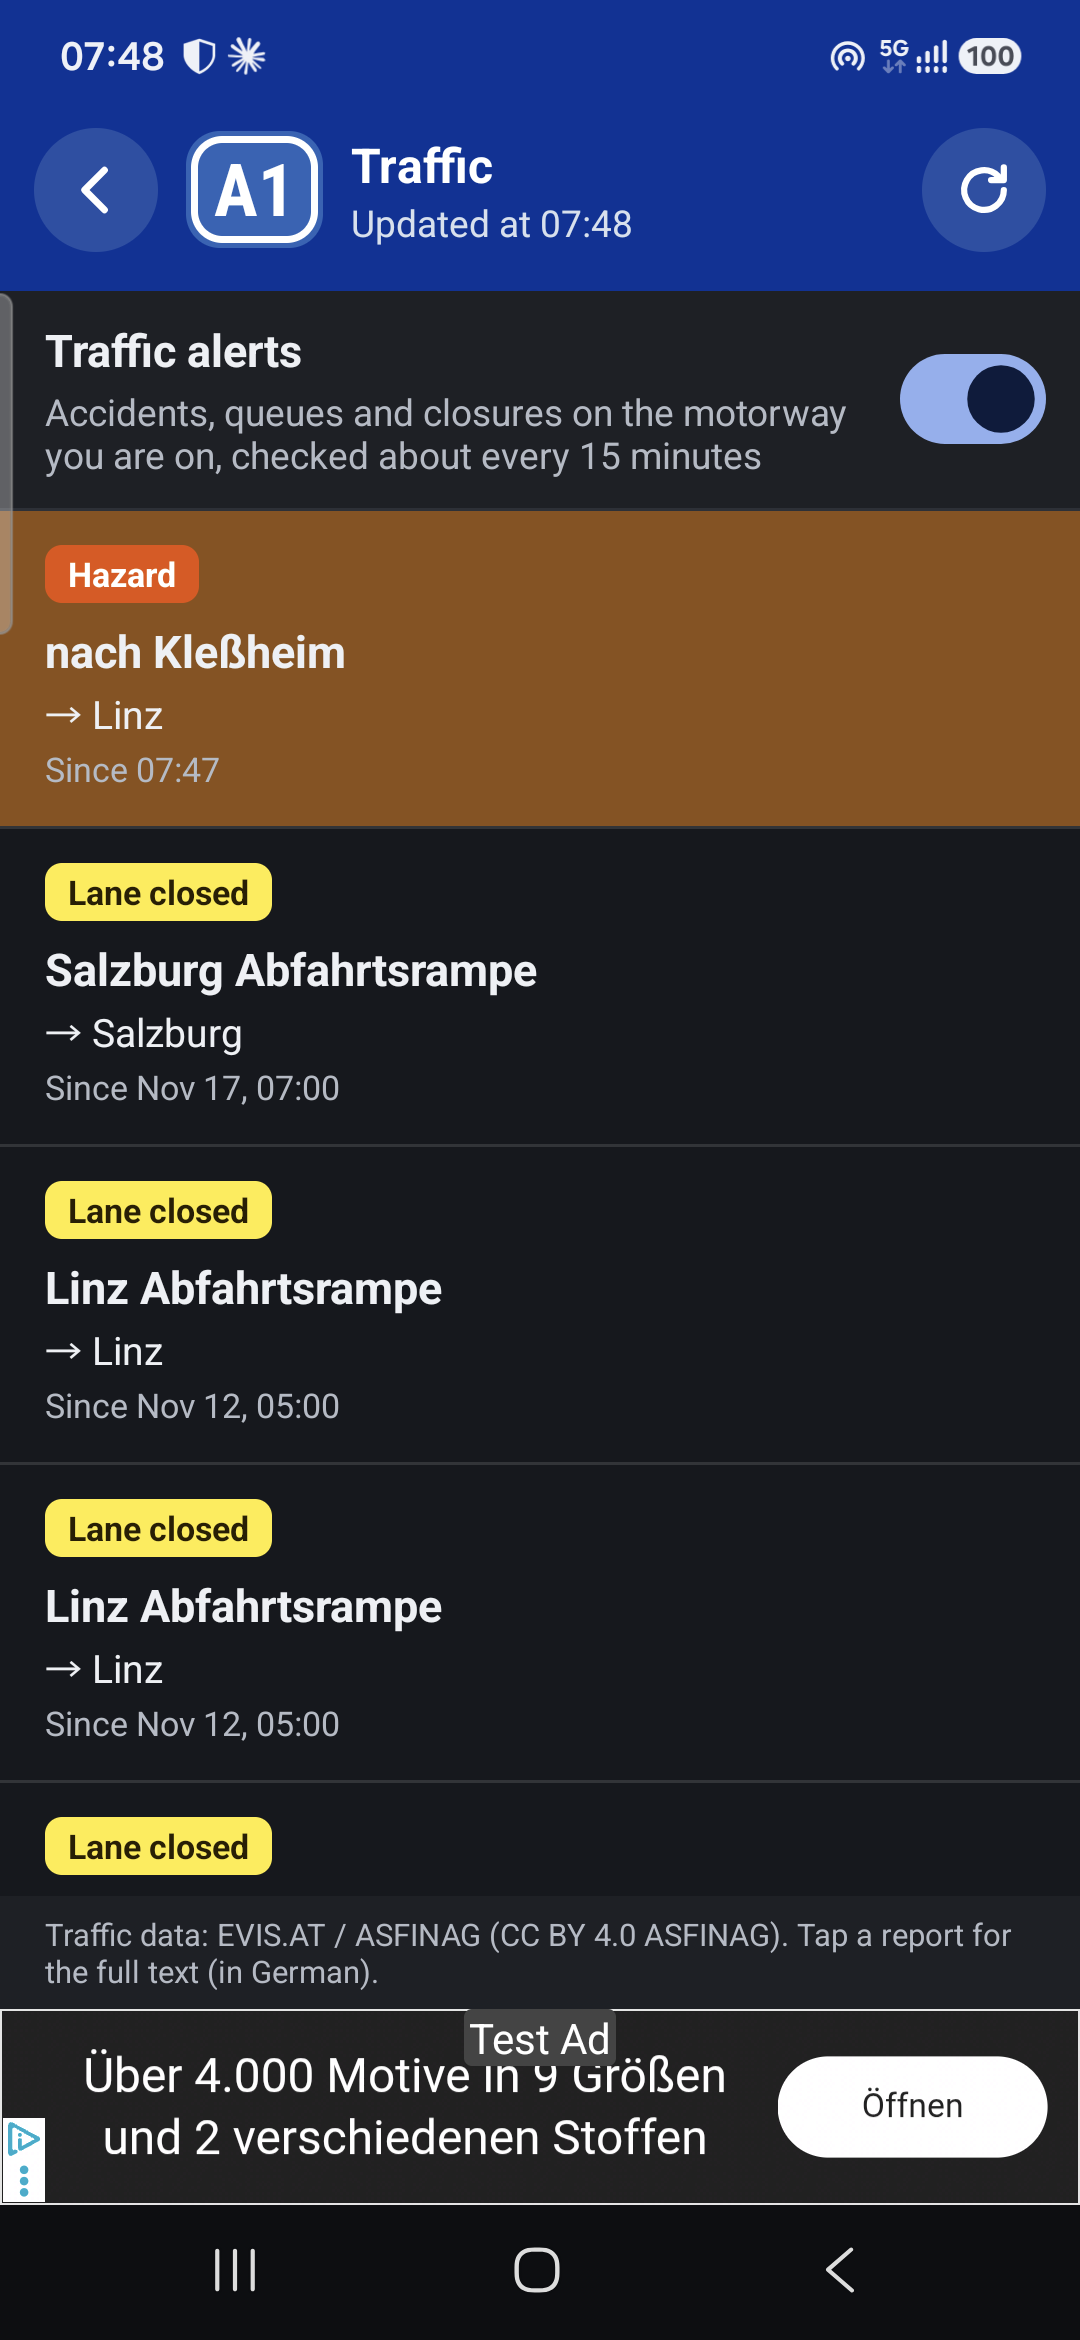 07:48
5G
100
A1
Traffic
Updated at 07:48
Traffic alerts
Accidents, queues and closures on the motorway
you are on, checked about every 15 minutes
Hazard
nach Kleßheim
→ Linz
Since 07:47
Lane closed
Salzburg Abfahrtsrampe
→ Salzburg
Since Nov 17, 07:00
Lane closed
Linz Abfahrtsrampe
→ Linz
Since Nov 12, 05:00
Lane closed
Linz Abfahrtsrampe
→ Linz
Since Nov 12, 05:00
Lane closed
Traffic data: EVIS.AT / ASFINAG (CC BY 4.0 ASFINAG). Tap a report for
the full text (in German).
Test Ad
Über 4.000 Motive in 9 Größen
und 2 verschiedenen Stoffen
Öffnen